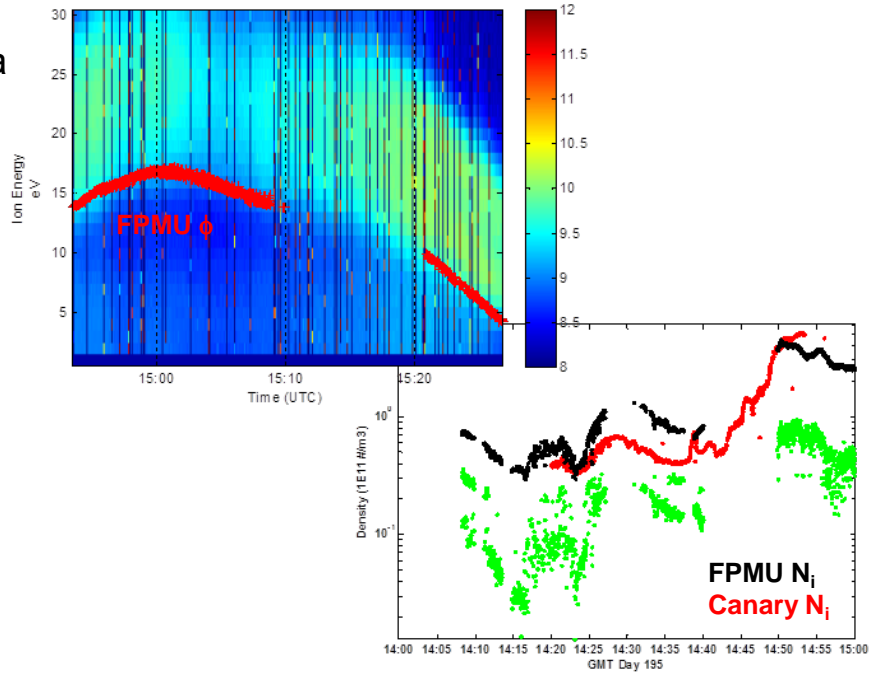 a
30
25
20
15
10
5
Ion Energy
eV
FPMU ϕ
15:00
15:10
15:20
Time (UTC)
12
11.5
11
10.5
10
9.5
9
8.5
8
10⁰
10⁻¹
Density (1E11 #/m3)
FPMU Nᵢ
Canary Nᵢ
14:00 14:05 14:10 14:15 14:20 14:25 14:30 14:35 14:40 14:45 14:50 14:55 15:00
GMT Day 195